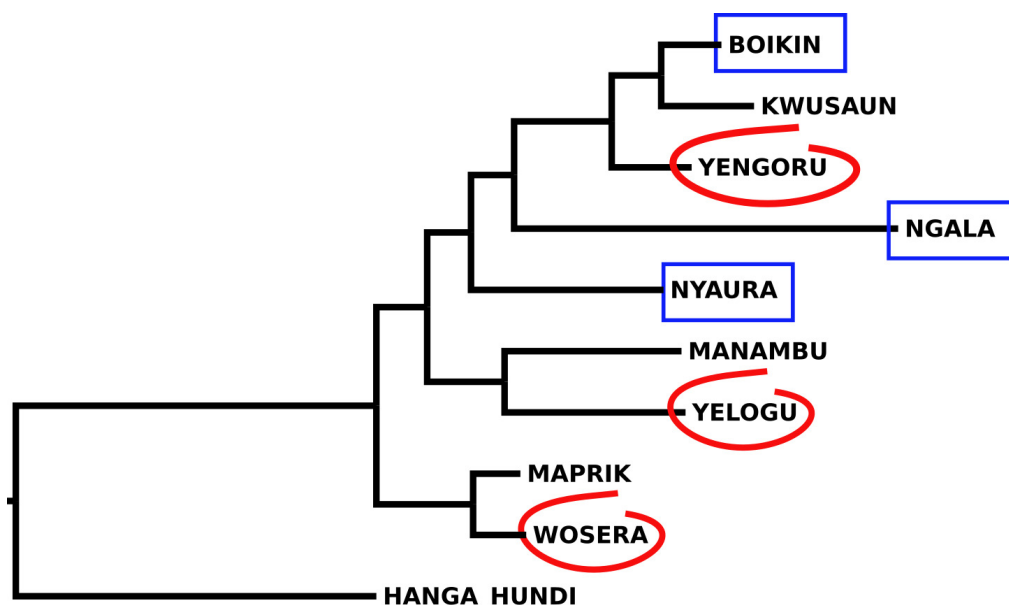 BOIKIN
KWUSAUN
YENGORU
NGALA
NYAURA
MANAMBU
YELOGU
MAPRIK
WOSERA
HANGA HUNDI